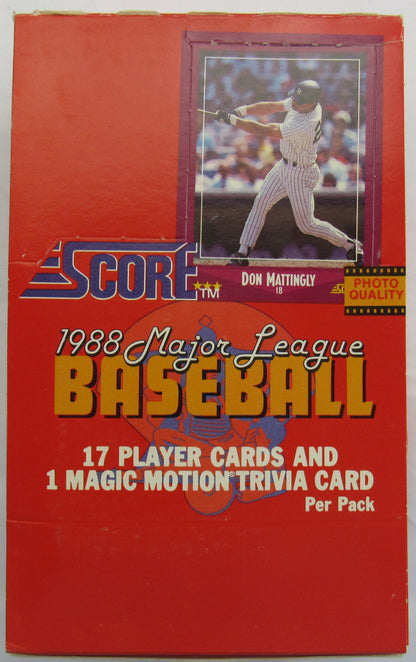 DON MATTINGLY
1B
SCORE
TM
PHOTO
QUALITY
1988 Major League
BASEBALL
17 PLAYER CARDS AND
1 MAGIC MOTION® TRIVIA CARD
Per Pack